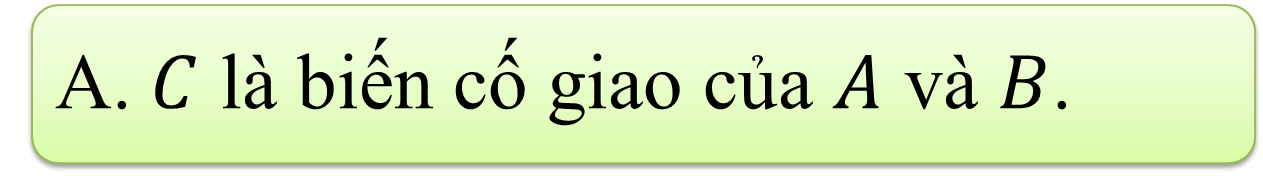 A. C là biến cố giao của A và B.